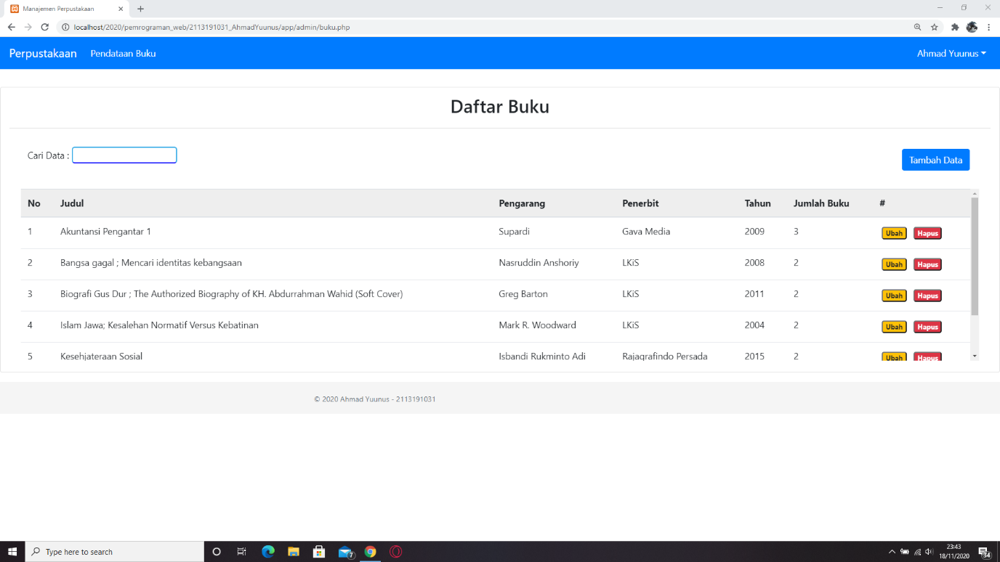 Manajemen Perpustakaan
localhost/2020/pemrograman_web/2113191031_AhmadYuunus/app/admin/buku.php
Perpustakaan Pendataan Buku Ahmad Yuunus
Daftar Buku
Cari Data :
Tambah Data
No Judul Pengarang Penerbit Tahun Jumlah Buku #
1 Akuntansi Pengantar 1 Supardi Gava Media 2009 3 Ubah Hapus
2 Bangsa gagal ; Mencari identitas kebangsaan Nasruddin Anshoriy LKiS 2008 2 Ubah Hapus
3 Biografi Gus Dur ; The Authorized Biography of KH. Abdurrahman Wahid (Soft Cover) Greg Barton LKiS 2011 2 Ubah Hapus
4 Islam Jawa; Kesalehan Normatif Versus Kebatinan Mark R. Woodward LKiS 2004 2 Ubah Hapus
5 Kesehjateraan Sosial Isbandi Rukminto Adi Rajagrafindo Persada 2015 2 Ubah Hapus
© 2020 Ahmad Yuunus - 2113191031
Type here to search
7
23:43
18/11/2020
34